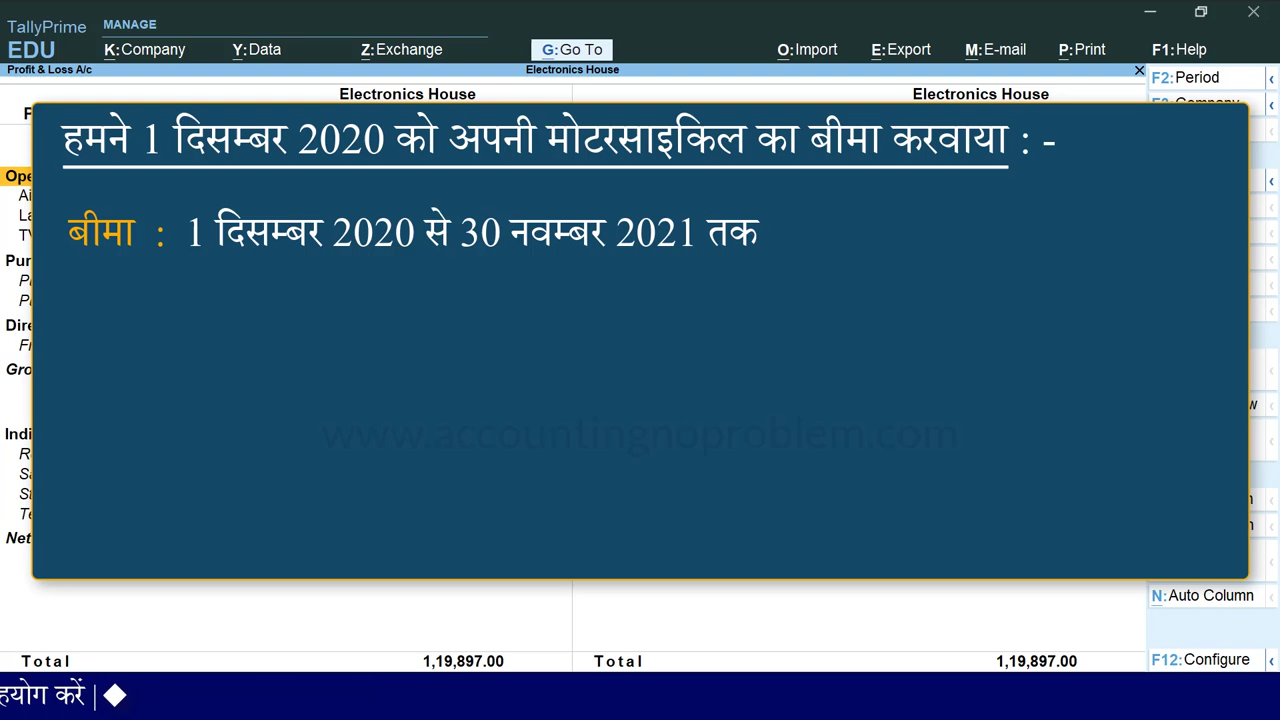 TallyPrime
MANAGE
EDU
K:Company
Y:Data
Z:Exchange
G:Go To
O:Import
E:Export
M:E-mail
P:Print
F1:Help
Profit & Loss A/c
Electronics House
F2:Period
Electronics House
Electronics House
हमने 1 दिसम्बर 2020 को अपनी मोटरसाइकिल का बीमा करवाया : -
बीमा : 1 दिसम्बर 2020 से 30 नवम्बर 2021 तक
www.accountingnoproblem.com
N:Auto Column
Total 1,19,897.00
Total 1,19,897.00
F12:Configure
हयोग करें |